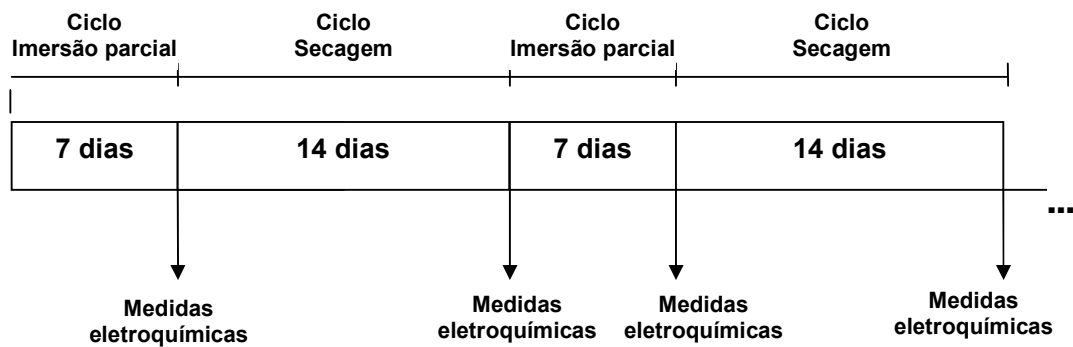 Ciclo
Imersão parcial
Ciclo
Secagem
Ciclo
Imersão parcial
Ciclo
Secagem
7 dias
14 dias
7 dias
14 dias
...
Medidas
eletroquímicas
Medidas
eletroquímicas
Medidas
eletroquímicas
Medidas
eletroquímicas